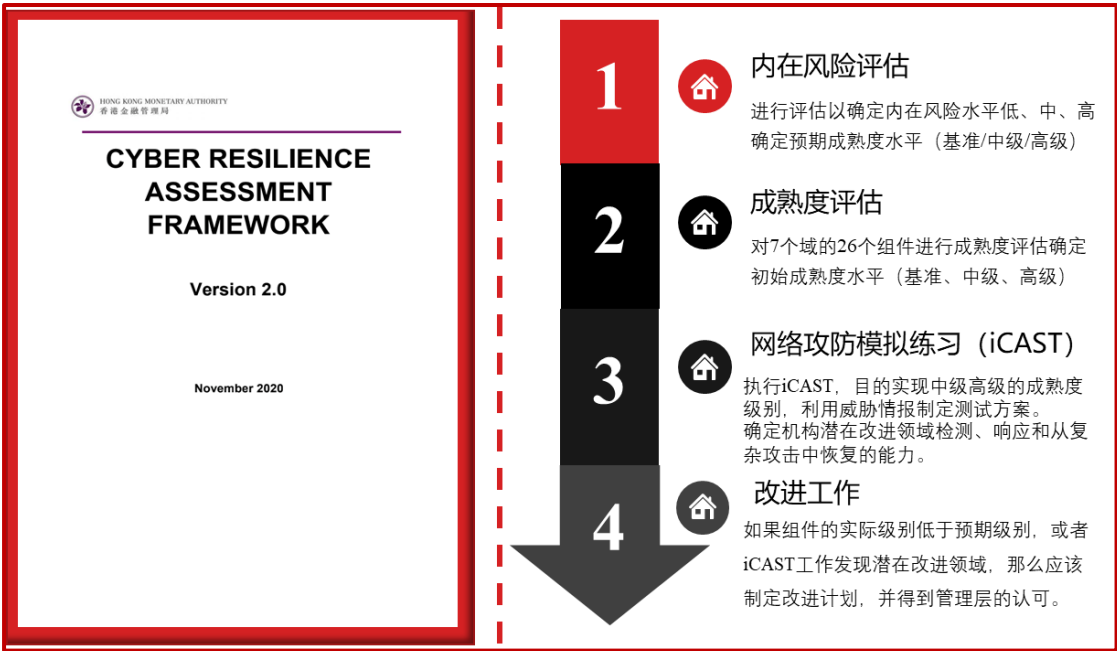 HONG KONG MONETARY AUTHORITY
香港金融管理局
CYBER RESILIENCE
ASSESSMENT
FRAMEWORK
Version 2.0
November 2020
1
内在风险评估
进行评估以确定内在风险水平低、中、高
确定预期成熟度水平（基准/中级/高级）
2
成熟度评估
对7个域的26个组件进行成熟度评估确定
初始成熟度水平（基准、中级、高级）
3
网络攻防模拟练习（iCAST）
执行iCAST，目的实现中级高级的成熟度
级别，利用威胁情报制定测试方案。
确定机构潜在改进领域检测、响应和从复
杂攻击中恢复的能力。
4
改进工作
如果组件的实际级别低于预期级别，或者
iCAST工作发现潜在改进领域，那么应该
制定改进计划，并得到管理层的认可。